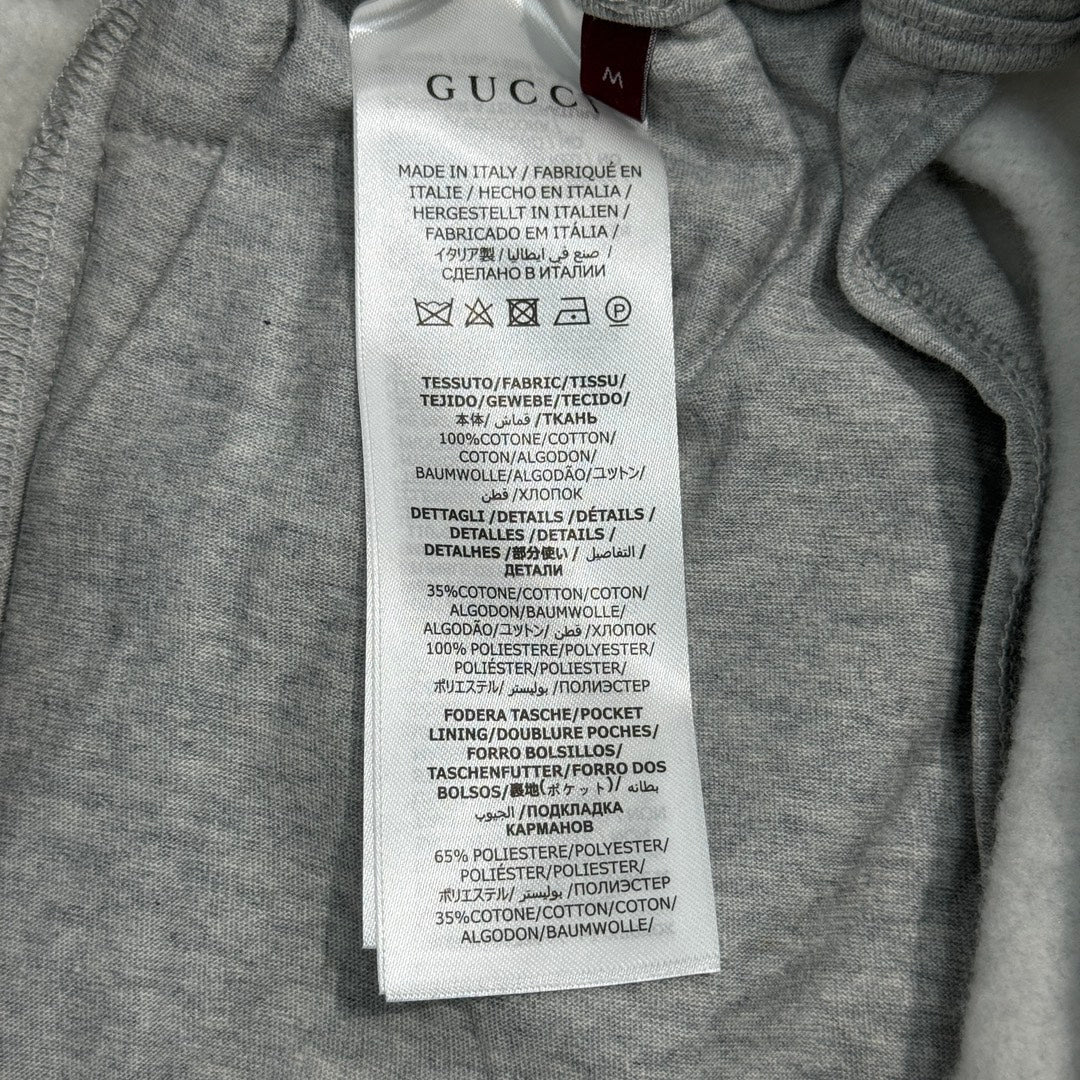 GUCCI
M
MADE IN ITALY / FABRIQUÉ EN
ITALIE / HECHO EN ITALIA /
HERGESTELLT IN ITALIEN /
FABRICADO EM ITÁLIA /
イタリア製 / صنع في ايطاليا /
СДЕЛАНО В ИТАЛИИ
P
TESSUTO/FABRIC/TISSU/
TEJIDO/GEWEBE/TECIDO/
本体/ قماش /ТКАНЬ
100%COTONE/COTTON/
COTON/ALGODON/
BAUMWOLLE/ALGODÃO/ユットン/
قطن /ХЛОПОК
DETTAGLI /DETAILS /DÉTAILS /
DETALLES /DETAILS /
DETALHES /部分使い / التفاصيل /
ДЕТАЛИ
35%COTONE/COTTON/COTON/
ALGODON/BAUMWOLLE/
ALGODÃO/ユットン/ قطن /ХЛОПОК
100% POLIESTERE/POLYESTER/
POLIÉSTER/POLIESTER/
ポリエステル/ بوليستر /ПОЛИЭСТЕР
FODERA TASCHE/POCKET
LINING/DOUBLURE POCHES/
FORRO BOLSILLOS/
TASCHENFUTTER/FORRO DOS
BOLSOS/裏地(ポケット)/ بطانه
الجيوب /ПОДКЛАДКА
КАРМАНОВ
65% POLIESTERE/POLYESTER/
POLIÉSTER/POLIESTER/
ポリエステル/ بوليستر /ПОЛИЭСТЕР
35%COTONE/COTTON/COTON/
ALGODON/BAUMWOLLE/